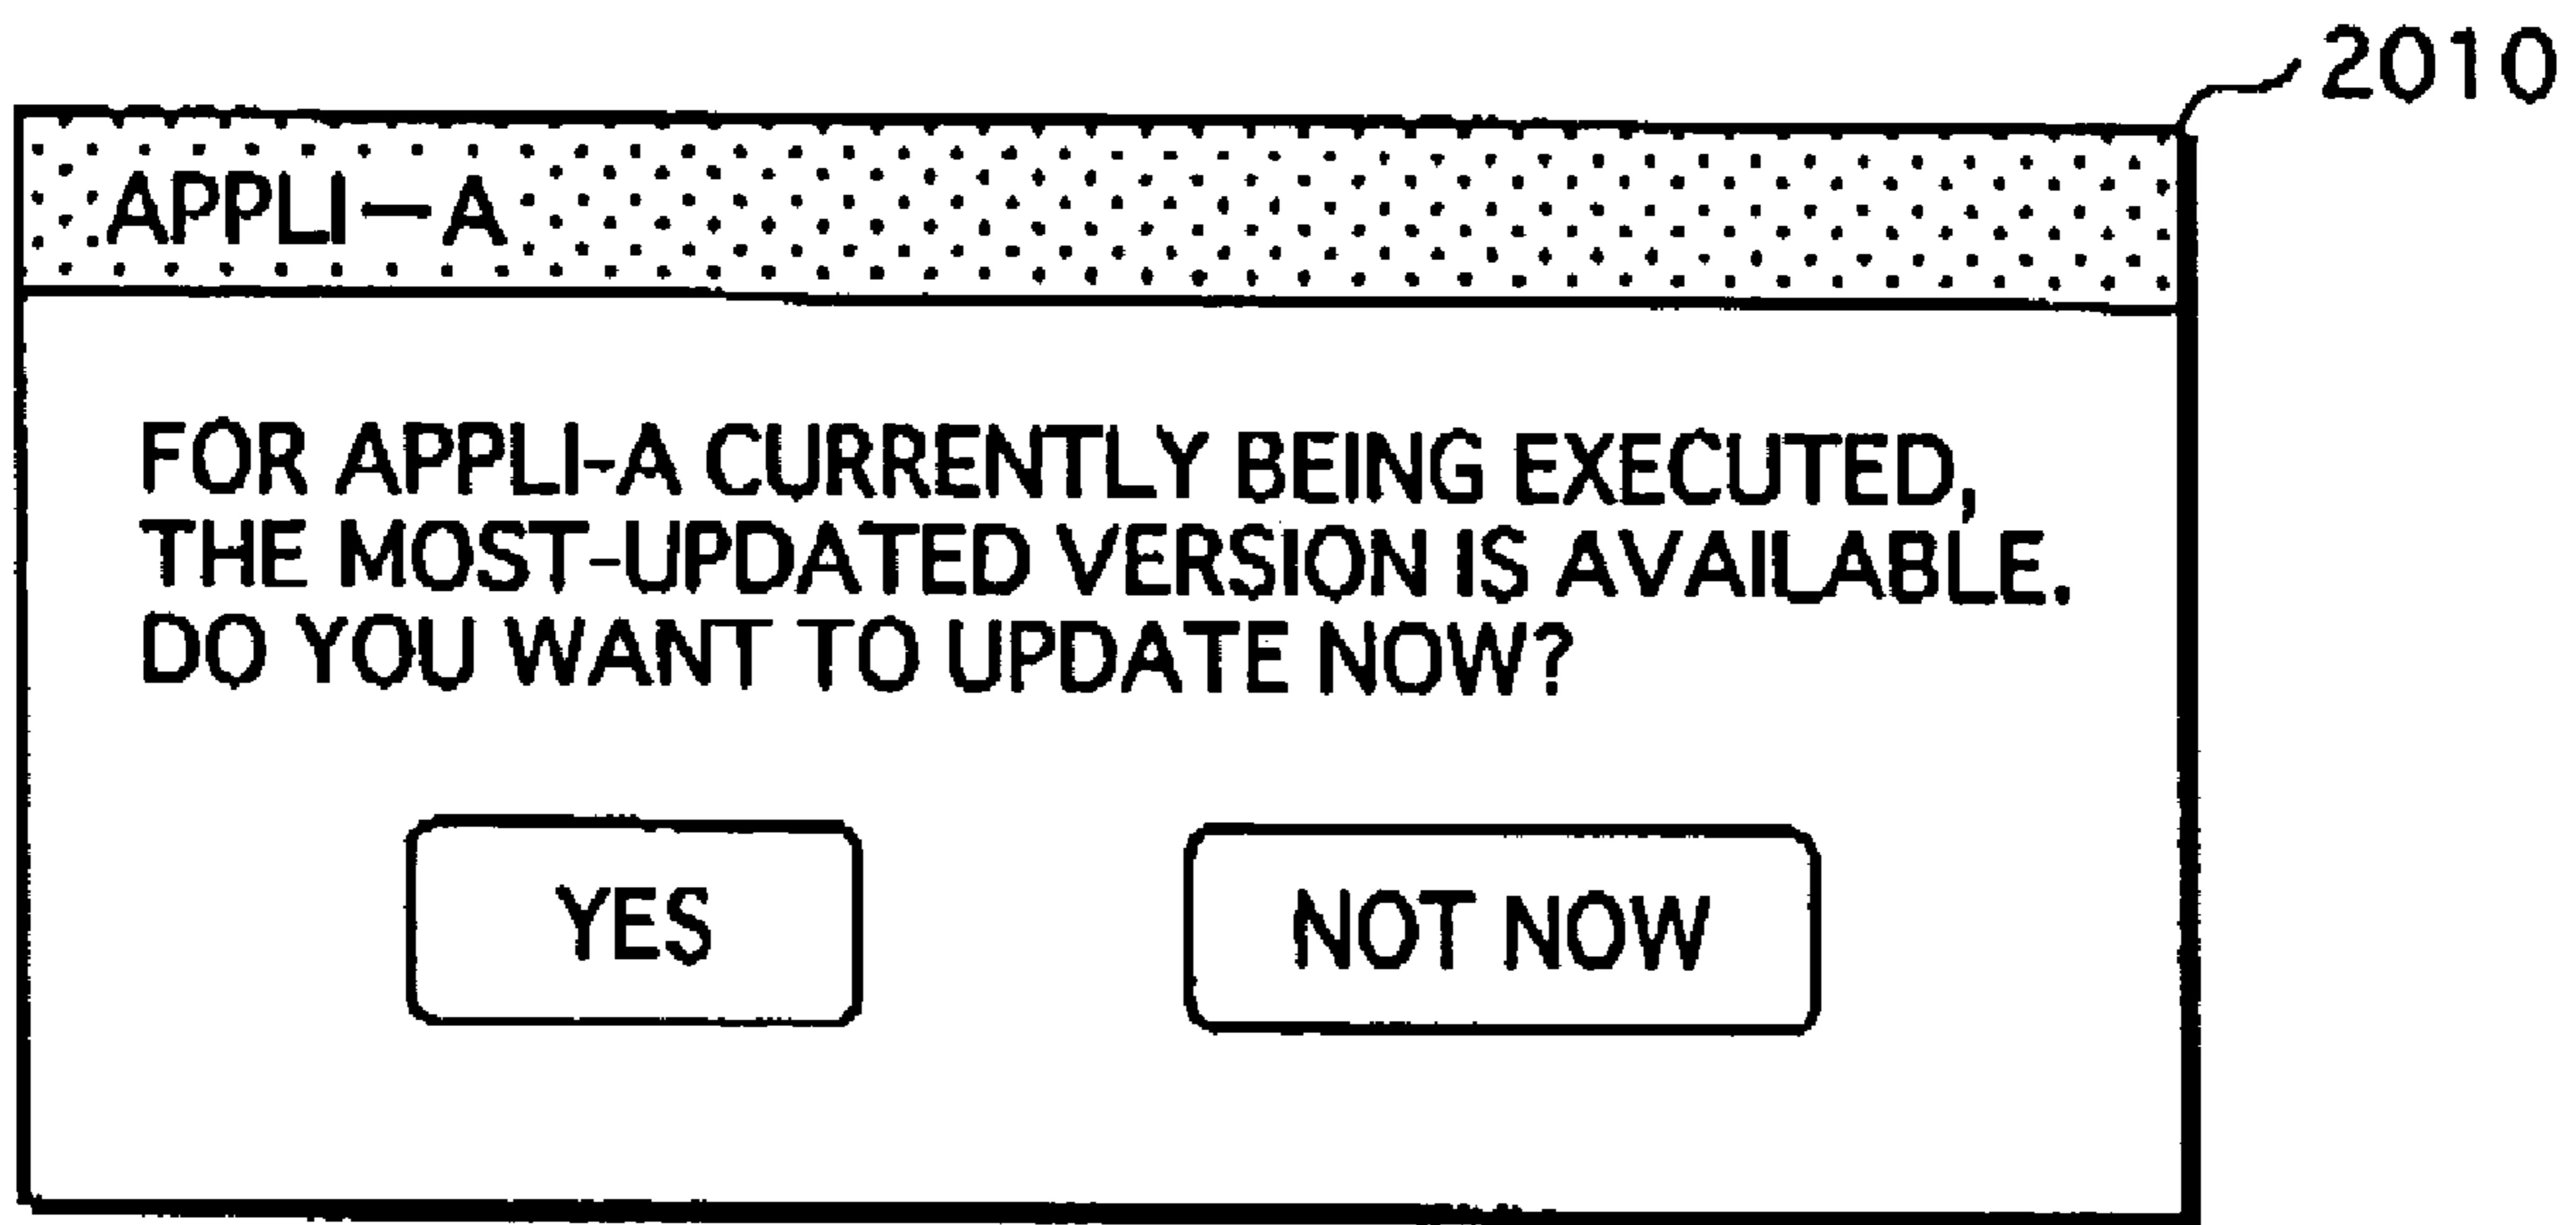 2010
APPLI—A
FOR APPLI-A CURRENTLY BEING EXECUTED,
THE MOST-UPDATED VERSION IS AVAILABLE.
DO YOU WANT TO UPDATE NOW?
YES
NOT NOW